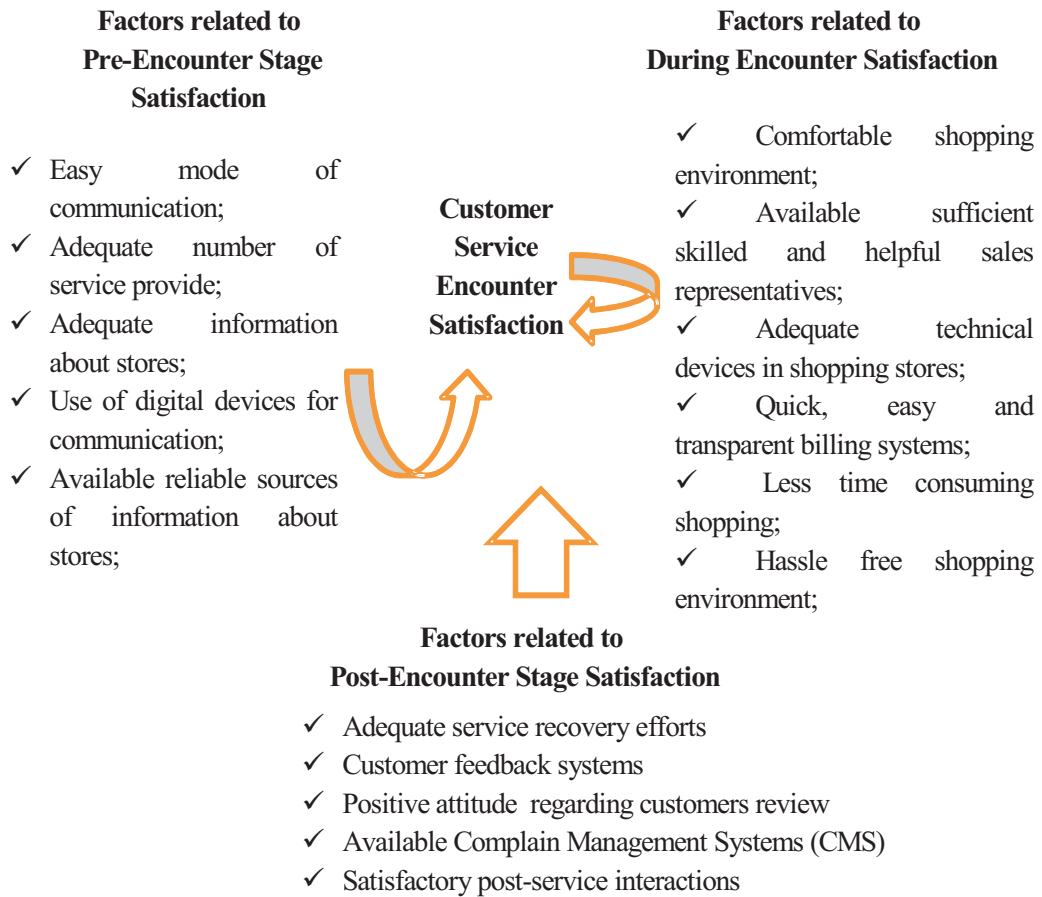 Factors related to
Pre-Encounter Stage
Satisfaction
✓ Easy mode of
communication;
✓ Adequate number of
service provide;
✓ Adequate information
about stores;
✓ Use of digital devices for
communication;
✓ Available reliable sources
of information about
stores;
Customer
Service
Encounter
Satisfaction
Factors related to
During Encounter Satisfaction
✓ Comfortable shopping
environment;
✓ Available sufficient
skilled and helpful sales
representatives;
✓ Adequate technical
devices in shopping stores;
✓ Quick, easy and
transparent billing systems;
✓ Less time consuming
shopping;
✓ Hassle free shopping
environment;
Factors related to
Post-Encounter Stage Satisfaction
✓ Adequate service recovery efforts
✓ Customer feedback systems
✓ Positive attitude regarding customers review
✓ Available Complain Management Systems (CMS)
✓ Satisfactory post-service interactions